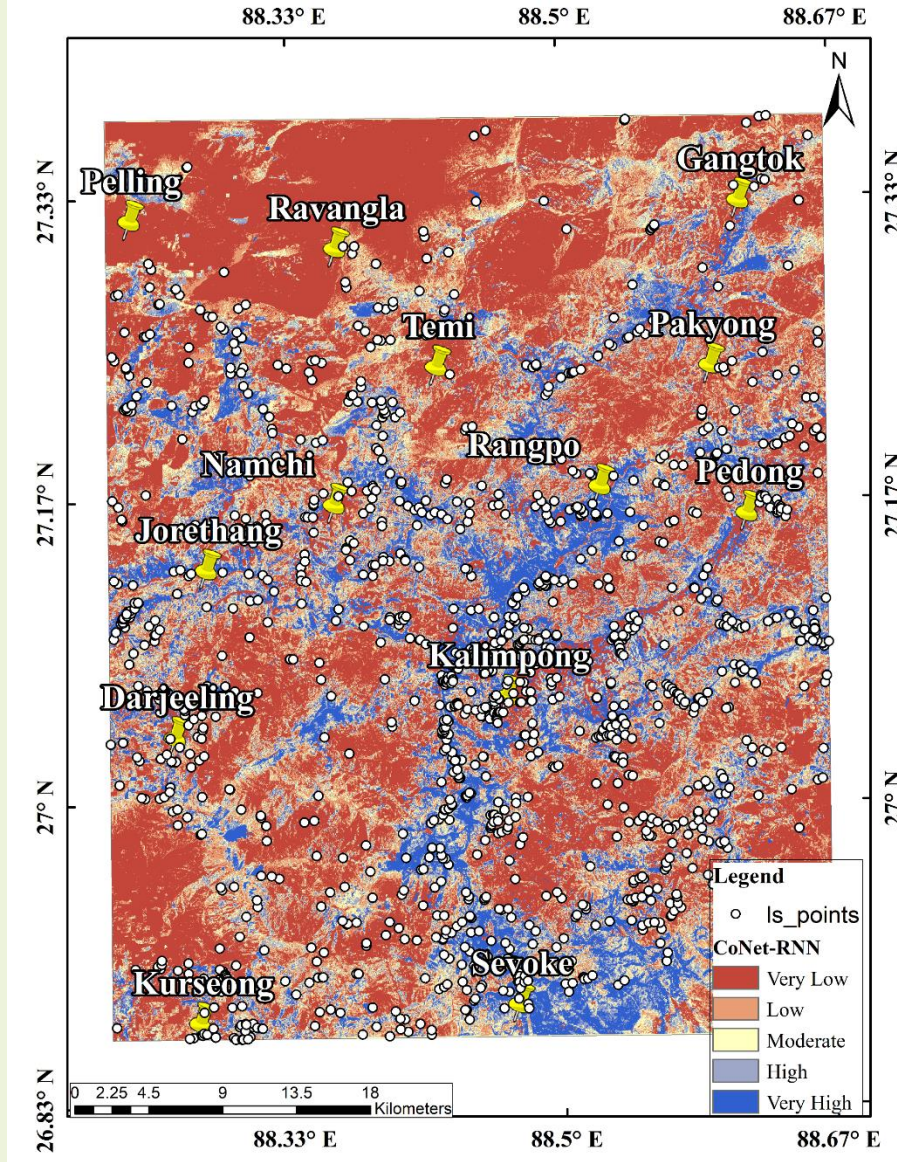 88.33° E 88.5° E 88.67° E
N
27.33° N
27.33° N
Gangtok
Pelling
Ravangla
Temi
Pakyong
Rangpo
Namchi
Pedong
27.17° N
27.17° N
Jorethang
Kalimpong
Darjeeling
27° N
27° N
Legend
ls_points
CoNet-RNN
Very Low
Low
Moderate
High
Very High
Sevoke
Kurseong
0 2.25 4.5 9 13.5 18
Kilometers
26.83° N
88.33° E 88.5° E 88.67° E